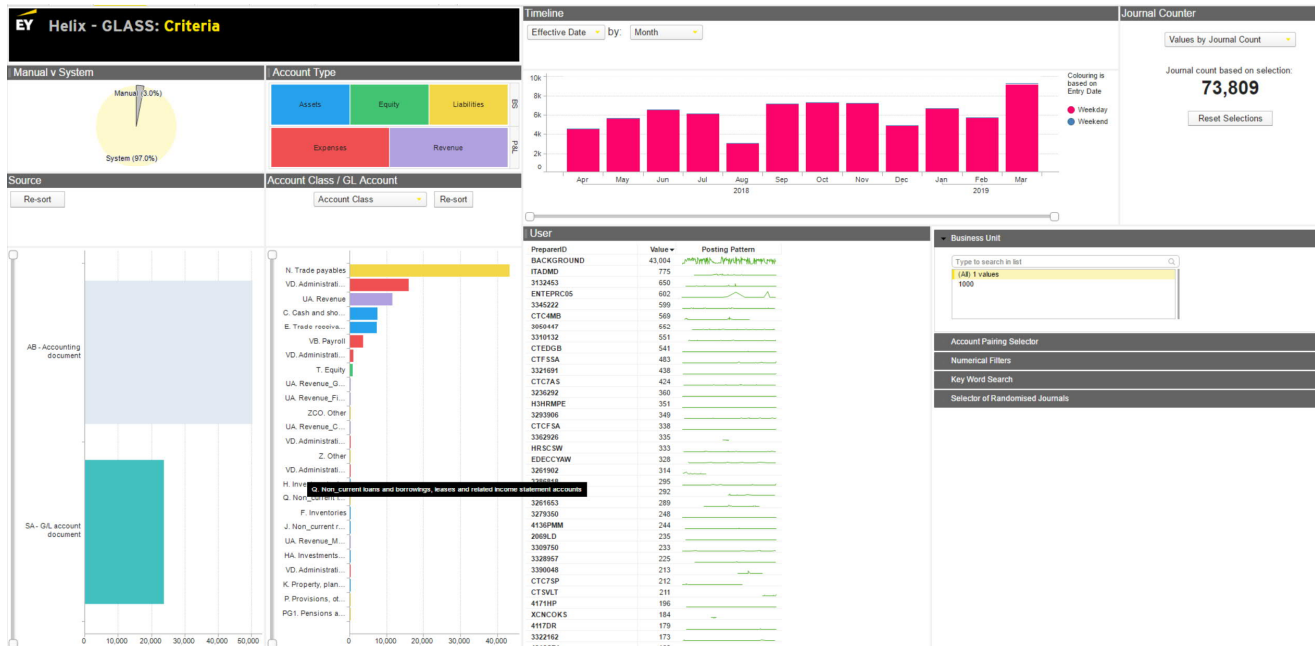 EY Helix - GLASS: Criteria
Manual v System
Manual (3.0%)
System (97.0%)
Account Type
Assets
Equity
Liabilities
BS
Expenses
Revenue
P&L
Timeline
Effective Date by: Month
10k
8k
6k
4k
2k
0
Apr May Jun Jul Aug Sep Oct Nov Dec Jan Feb Mar
2018 2019
Colouring is
based on
Entry Date
Weekday
Weekend
Journal Counter
Values by Journal Count
Journal count based on selection:
73,809
Reset Selections
Source
Re-sort
AB - Accounting
document
SA - G/L account
document
0 10,000 20,000 30,000 40,000 50,000
Account Class / GL Account
Account Class Re-sort
N. Trade payables
VD. Administrati...
UA. Revenue
C. Cash and sho...
E. Trade receiva...
VB. Payroll
VD. Administrati...
T. Equity
UA. Revenue_G...
UA. Revenue_Fi...
ZCO. Other
UA. Revenue_C...
VD. Administrati...
Z. Other
VD. Administrati...
H. Inve
Q. Non_current loans and borrowings, leases and related income statement accounts
Q. Non_current l...
F. Inventories
J. Non_current r...
UA. Revenue_M...
HA. Investments...
VD. Administrati...
K. Property, plan...
P. Provisions, ot...
PG1. Pensions a...
0 10,000 20,000 30,000 40,000
User
PreparerID Value Posting Pattern
BACKGROUND 43,004
ITADMD 775
3132453 650
ENTEPRC05 602
3345222 599
CTC4MB 569
3050447 552
3310132 551
CTEDGB 541
CTFSSA 483
3321691 438
CTC7AS 424
3236292 360
H3HRMPE 351
3293906 349
CTCFSA 338
3362926 335
HRSCSW 333
EDECCYAW 328
3261902 314
3386818 295
292
3261653 289
3279350 248
4136PMM 244
2069LD 235
3309750 233
3328957 225
3390048 213
CTC7SP 212
CTSVLT 211
4171HP 196
XCNCOKS 184
4117DR 179
3322162 173
Business Unit
Type to search in list
(All) 1 values
1000
Account Pairing Selector
Numerical Filters
Key Word Search
Selector of Randomised Journals